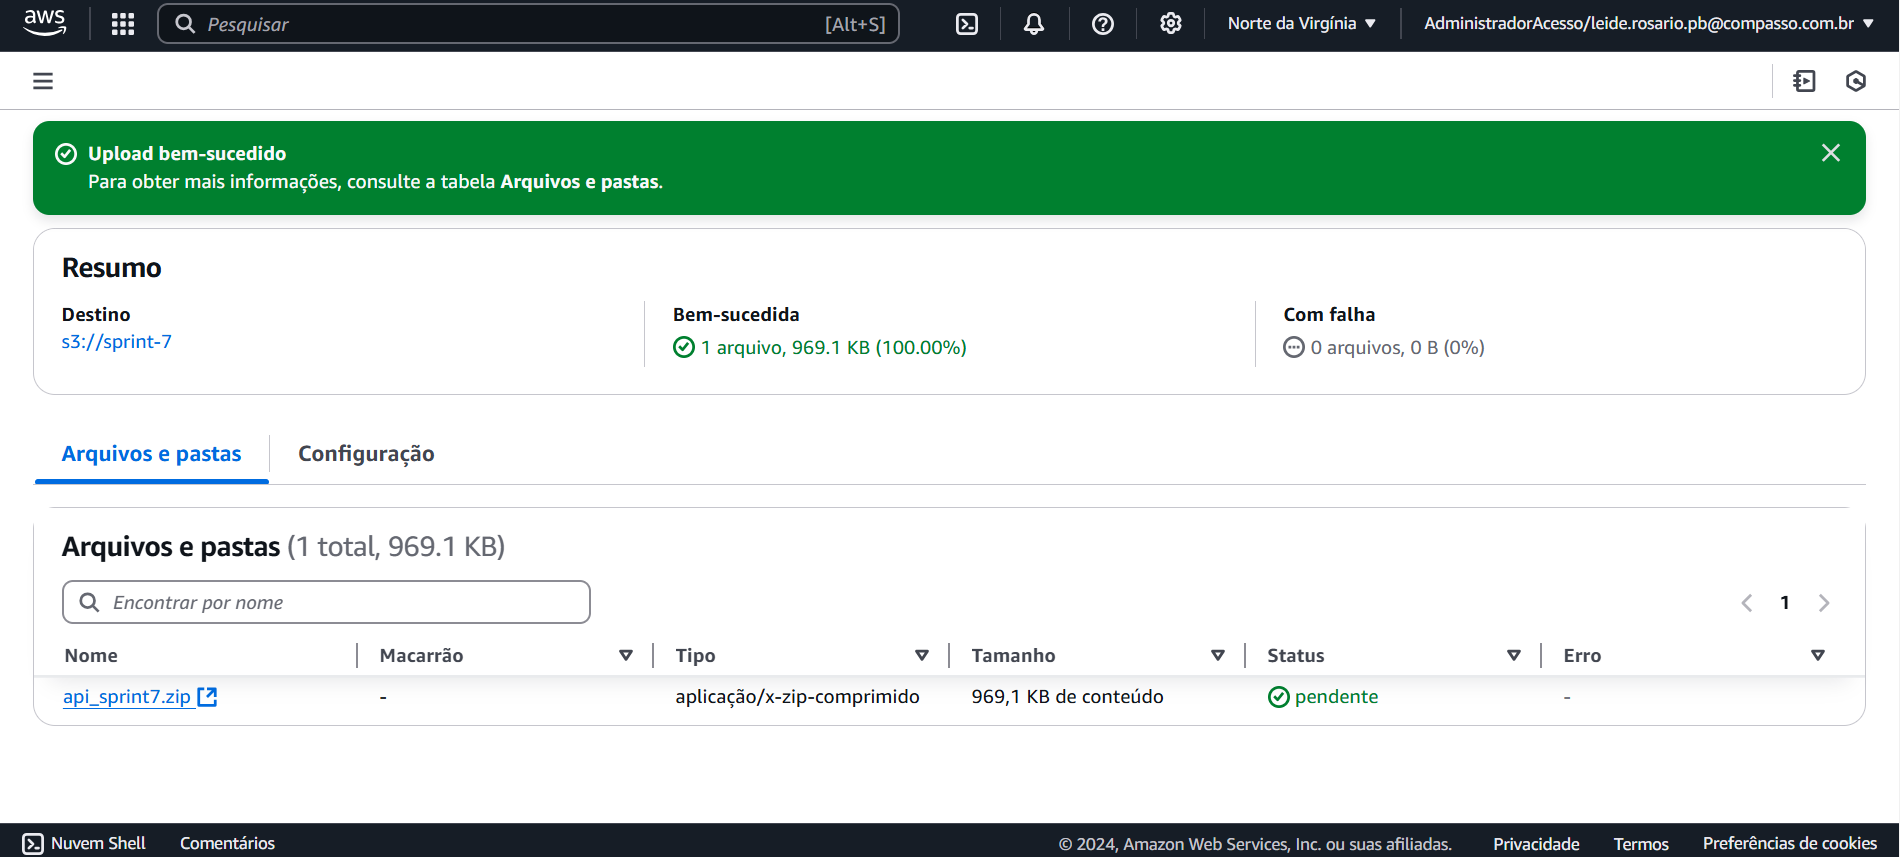 aws
Pesquisar [Alt+S] Norte da Virgínia AdministradorAcesso/leide.rosario.pb@compasso.com.br
Upload bem-sucedido
Para obter mais informações, consulte a tabela Arquivos e pastas.
Resumo
Destino Bem-sucedida Com falha
s3://sprint-7 1 arquivo, 969.1 KB (100.00%) 0 arquivos, 0 B (0%)
Arquivos e pastas Configuração
Arquivos e pastas (1 total, 969.1 KB)
Encontrar por nome 1
Nome Macarrão Tipo Tamanho Status Erro
api_sprint7.zip - aplicação/x-zip-comprimido 969,1 KB de conteúdo pendente -
Nuvem Shell Comentários © 2024, Amazon Web Services, Inc. ou suas afiliadas. Privacidade Termos Preferências de cookies